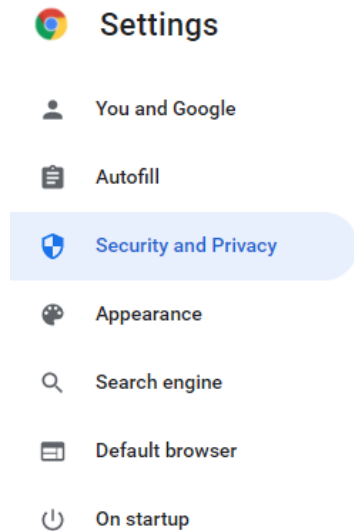 Settings
You and Google
Autofill
Security and Privacy
Appearance
Search engine
Default browser
On startup